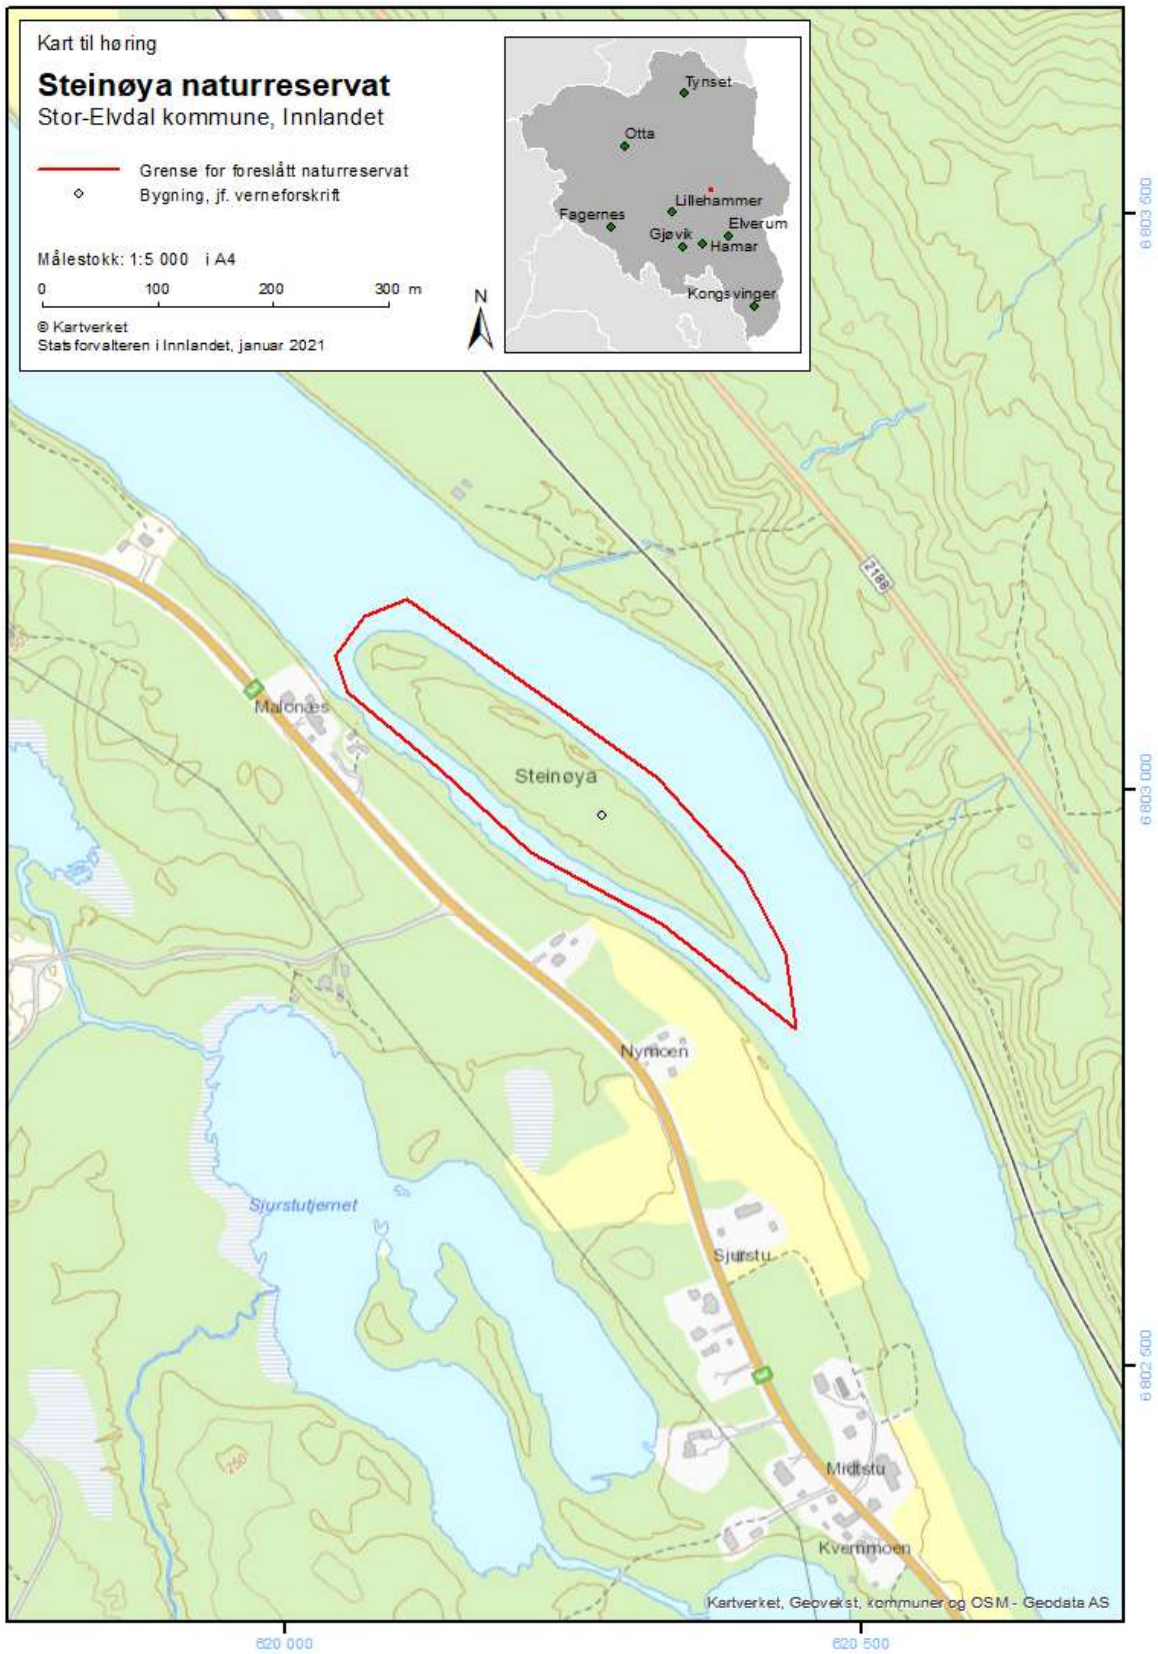 Kart til høring
Steinøya naturreservat
Stor-Elvdal kommune, Innlandet
Grense for foreslått naturreservat
Bygning, jf. verneforskrift
Målestokk: 1:5 000 i A4
0 100 200 300 m
© Kartverket
Statsforvalteren i Innlandet, januar 2021
N
Tynset
Otta
Lillehammer
Fagernes
Elverum
Gjøvik
Hamar
Kongsvinger
6 803 500
2188
Malonæs
Steinøya
6 803 000
Nymoen
Sjurstutjernet
Sjurstu
6 802 500
250
Midtstu
Kvernmoen
Kartverket, Geovekst, kommuner og OSM - Geodata AS
620 000
620 500